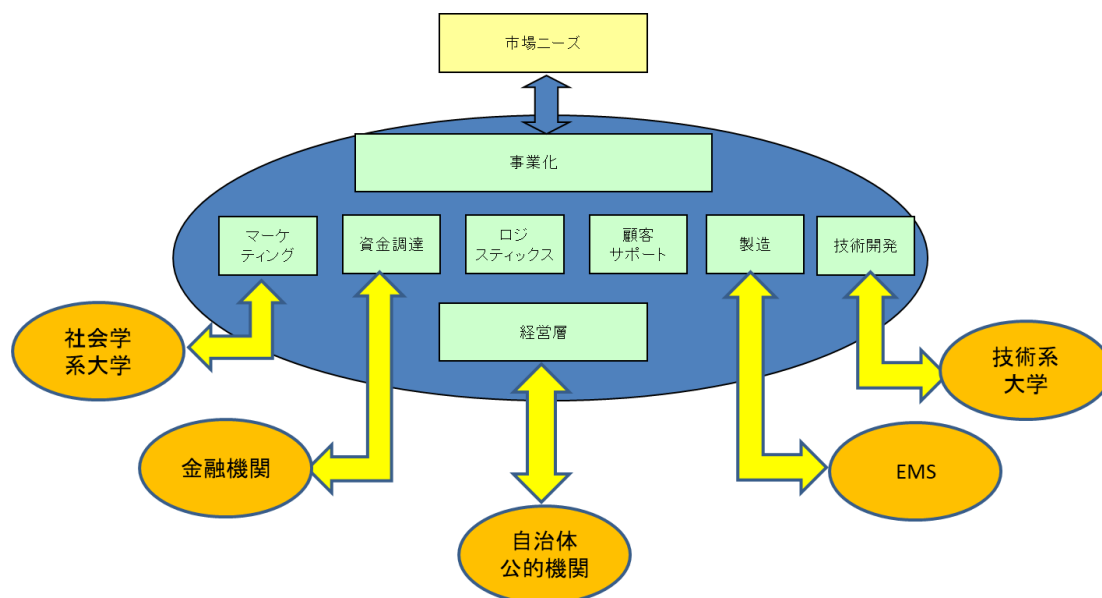 市場ニーズ
事業化
マーケ
ティング
資金調達
ロジ
スティックス
顧客
サポート
製造
技術開発
経営層
社会学
系大学
技術系
大学
金融機関
EMS
自治体
公的機関